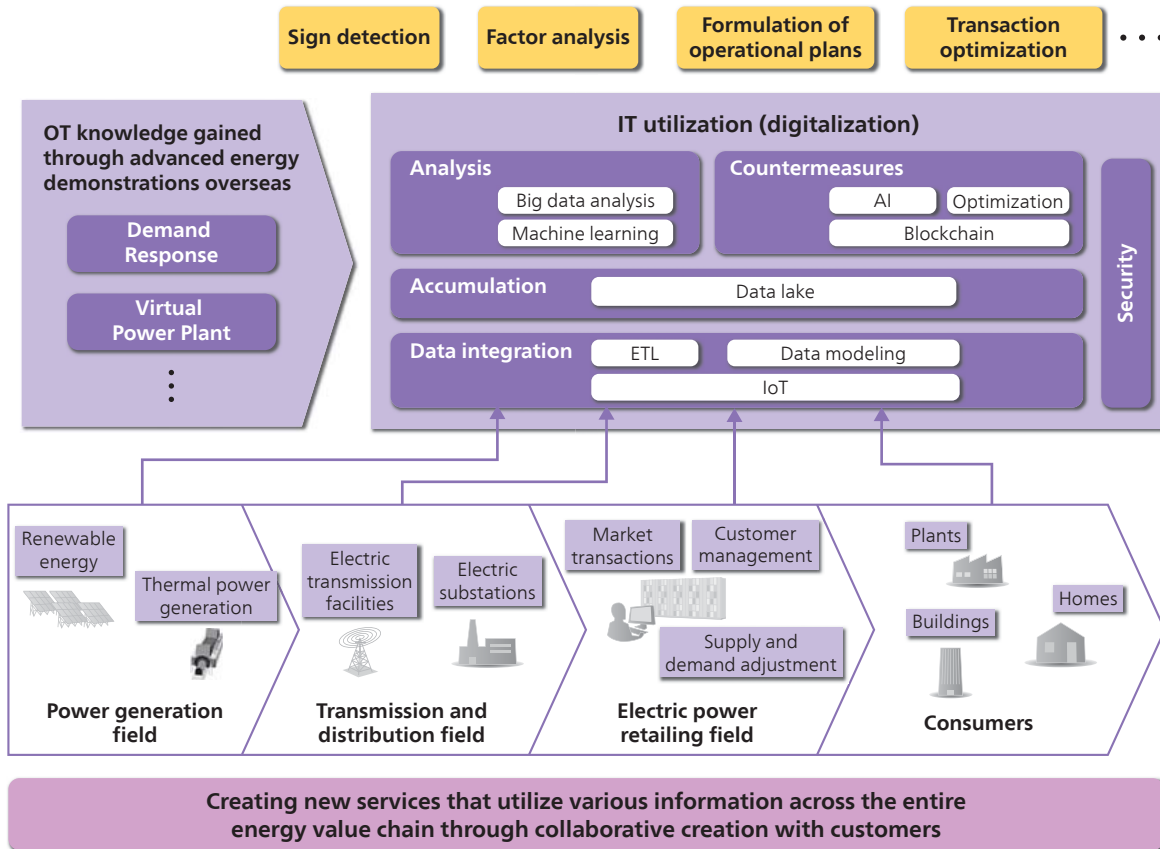 Sign detection
Factor analysis
Formulation of
operational plans
Transaction
optimization
• • •
OT knowledge gained
through advanced energy
demonstrations overseas
Demand
Response
Virtual
Power Plant
IT utilization (digitalization)
Analysis
Big data analysis
Machine learning
Countermeasures
AI
Optimization
Blockchain
Accumulation
Data lake
Data integration
ETL
Data modeling
IoT
Security
Renewable
energy
Thermal power
generation
Power generation
field
Electric
transmission
facilities
Electric
substations
Transmission and
distribution field
Market
transactions
Customer
management
Supply and
demand adjustment
Electric power
retailing field
Plants
Buildings
Homes
Consumers
Creating new services that utilize various information across the entire
energy value chain through collaborative creation with customers